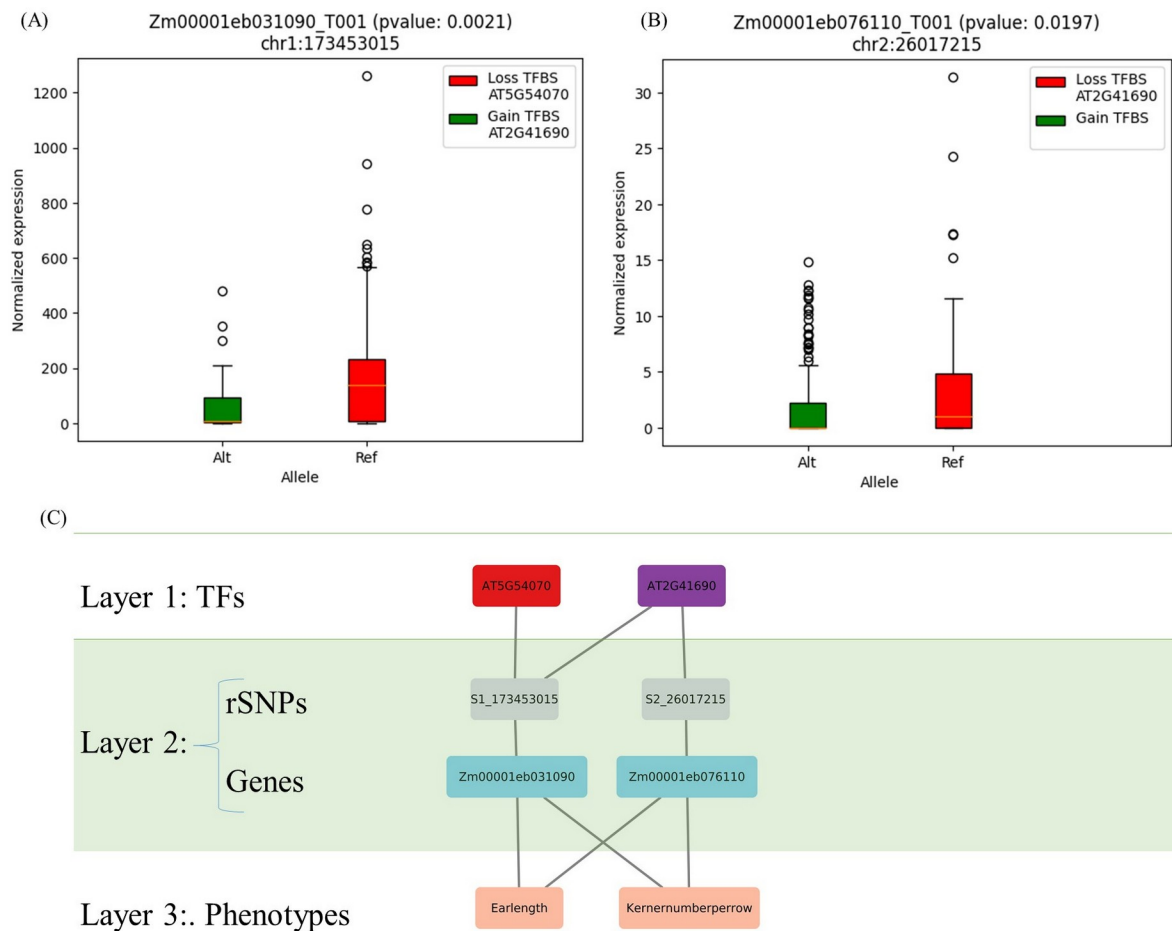 (A)
Zm00001eb031090_T001 (pvalue: 0.0021)
chr1:173453015
Loss TFBS
AT5G54070
Gain TFBS
AT2G41690
Normalized expression
1200
1000
800
600
400
200
0
Alt
Ref
Allele
(B)
Zm00001eb076110_T001 (pvalue: 0.0197)
chr2:26017215
Loss TFBS
AT2G41690
Gain TFBS
Normalized expression
30
25
20
15
10
5
0
Alt
Ref
Allele
(C)
Layer 1: TFs
AT5G54070
AT2G41690
Layer 2:
rSNPs
S1_173453015
S2_26017215
Genes
Zm00001eb031090
Zm00001eb076110
Layer 3:. Phenotypes
Earlength
Kernernumberperrow